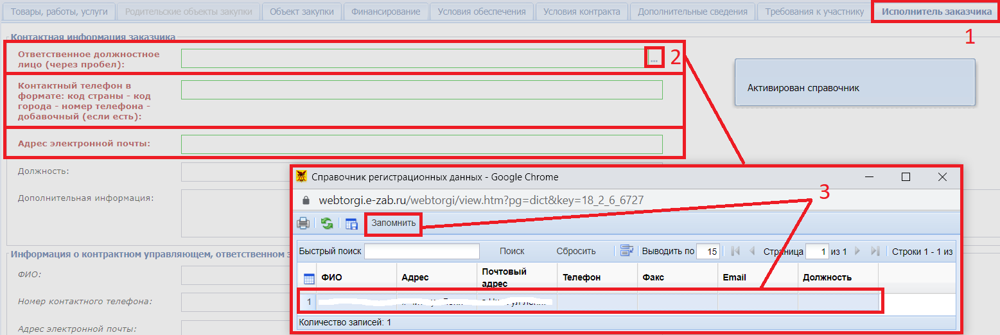 Товары, работы, услуги Родительские объекты закупки Объект закупки Финансирование Условия обеспечения Условия контракта Дополнительные сведения Требования к участнику Исполнитель заказчика
1
Контактная информация заказчика
Ответственное должностное
лицо (через пробел):
... 2
Контактный телефон в
формате: код страны - код
города - номер телефона -
добавочный (если есть):
Активирован справочник
Адрес электронной почты:
Должность:
Дополнительная информация:
Информация о контрактном управляющем, ответственном з
ФИО:
Номер контактного телефона:
Адрес электронной почты:
Справочник регистрационных данных - Google Chrome
webtorgi.e-zab.ru/webtorgi/view.htm?pg=dict&key=18_2_6_6727
3
Запомнить
Быстрый поиск Поиск Сбросить Выводить по 15 Страница 1 из 1 Строки 1 - 1 из
ФИО Адрес Почтовый
адрес Телефон Факс Email Должность
1
Количество записей: 1